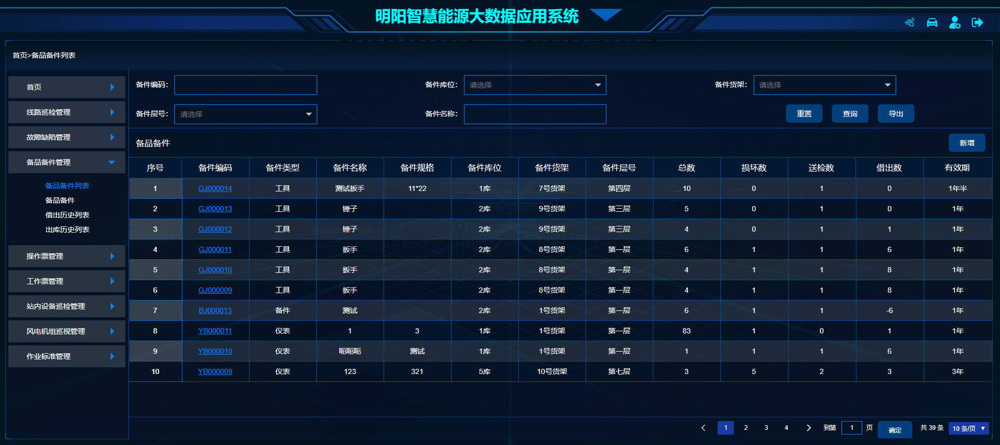 明阳智慧能源大数据应用系统
首页>备品备件列表
首页
线路巡检管理
故障缺陷管理
备品备件管理
备品备件列表
备品备件
借出历史列表
出库历史列表
操作票管理
工作票管理
站内设备巡检管理
风电机组巡视管理
作业标准管理
备件编码: 备件库位: 请选择 备件货架: 请选择
备件层号: 请选择 备件名称: 重置 查询 导出
备品备件 新增
序号 备件编码 备件类型 备件名称 备件规格 备件库位 备件货架 备件层号 总数 损坏数 送检数 借出数 有效期
1 GJ000014 工具 测试扳手 11*22 1库 7号货架 第四层 10 0 1 0 1年半
2 GJ000013 工具 锤子 2库 9号货架 第三层 5 0 1 0 1年
3 GJ000012 工具 锤子 2库 9号货架 第三层 4 0 1 1 1年
4 GJ000011 工具 扳手 2库 8号货架 第一层 6 1 1 6 1年
5 GJ000010 工具 扳手 2库 8号货架 第一层 4 1 1 8 1年
6 GJ000009 工具 扳手 2库 8号货架 第一层 4 1 1 8 1年
7 BJ000013 备件 测试 2库 1号货架 第一层 6 1 1 -6 1年
8 YB000011 仪表 1 3 1库 1号货架 第一层 83 1 0 1 1年
9 YB000010 仪表 呃呃呃 测试 1库 1号货架 第一层 1 1 1 6 1年
10 YB000009 仪表 123 321 5库 10号货架 第七层 3 5 2 3 3年
1 2 3 4 到第 1 页 确定 共 39 条 10 条/页